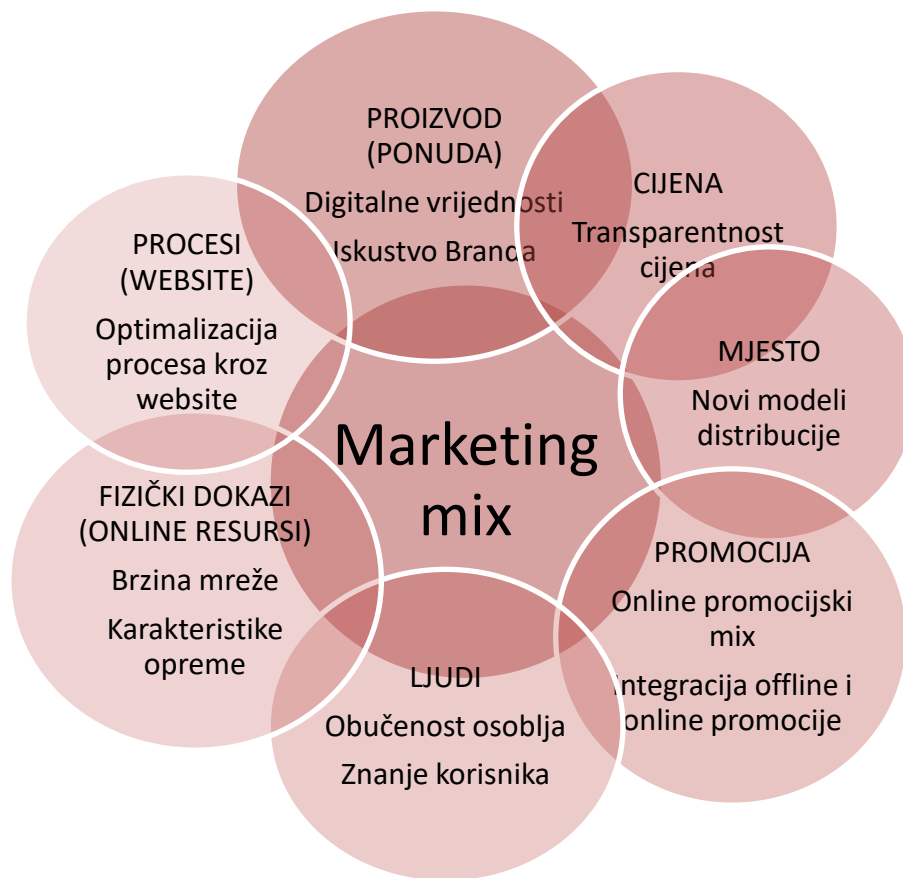 PROIZVOD
(PONUDA)
Digitalne vrijednosti
Iskustvo Branda
CIJENA
Transparentnost
cijena
MJESTO
Novi modeli
distribucije
PROMOCIJA
Online promocijski
mix
Integracija offline i
online promocije
LJUDI
Obučenost osoblja
Znanje korisnika
FIZIČKI DOKAZI
(ONLINE RESURSI)
Brzina mreže
Karakteristike
opreme
PROCESI
(WEBSITE)
Optimalizacija
procesa kroz
website
Marketing
mix